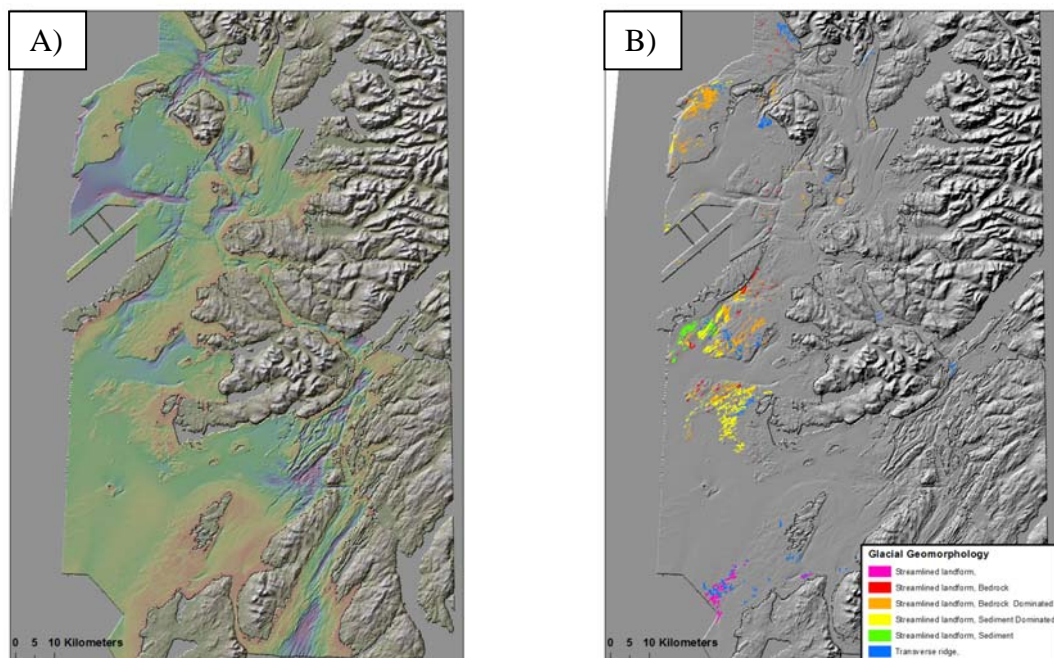 A)
B)
0 5 10 Kilometers
0 5 10 Kilometers
Glacial Geomorphology
Streamlined landform,
Streamlined landform, Bedrock
Streamlined landform, Bedrock Dominated
Streamlined landform, Sediment Dominated
Streamlined landform, Sediment
Transverse ridge,